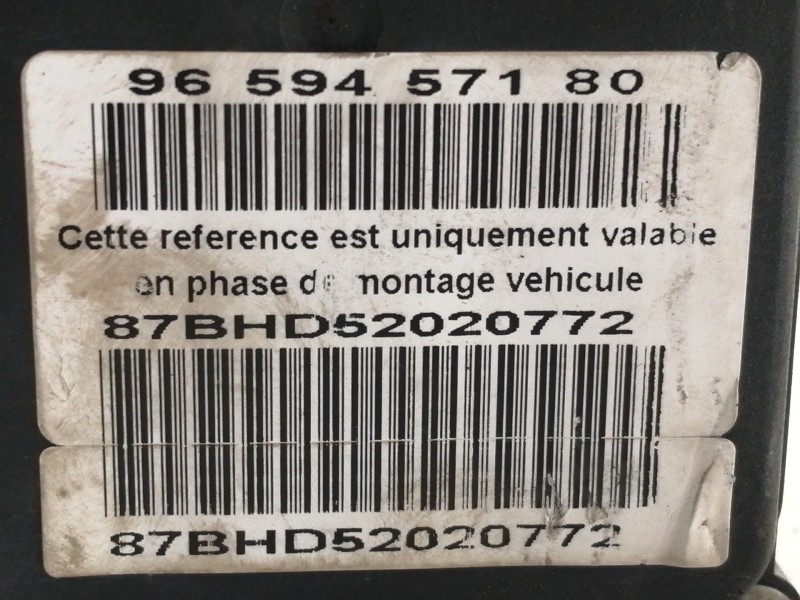 96 594 571 80
Cette reference est uniquement valable
en phase de montage vehicule
87BHD52020772
87BHD52020772